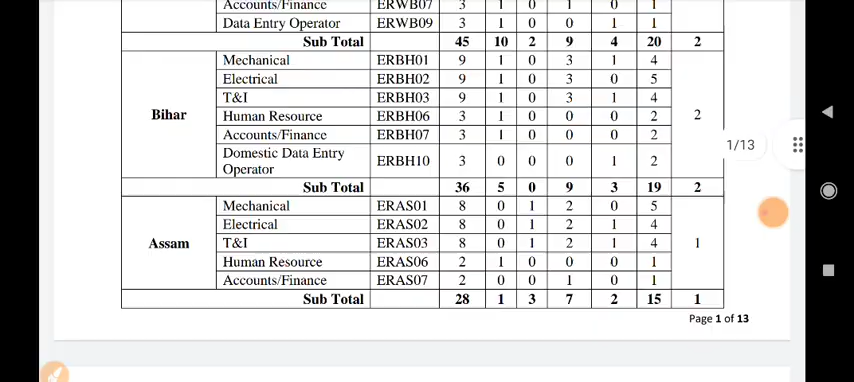 Accounts/Finance ERWB07 3 1 0 1 0 1
Data Entry Operator ERWB09 3 1 0 0 1 1
Sub Total 45 10 2 9 4 20 2
Mechanical ERBH01 9 1 0 3 1 4
Electrical ERBH02 9 1 0 3 0 5
T&I ERBH03 9 1 0 3 1 4
Bihar Human Resource ERBH06 3 1 0 0 0 2 2
Accounts/Finance ERBH07 3 1 0 0 0 2
Domestic Data Entry
Operator ERBH10 3 0 0 0 1 2
Sub Total 36 5 0 9 3 19 2
Mechanical ERAS01 8 0 1 2 0 5
Electrical ERAS02 8 0 1 2 1 4
Assam T&I ERAS03 8 0 1 2 1 4 1
Human Resource ERAS06 2 1 0 0 0 1
Accounts/Finance ERAS07 2 0 0 1 0 1
Sub Total 28 1 3 7 2 15 1
Page 1 of 13
1/13